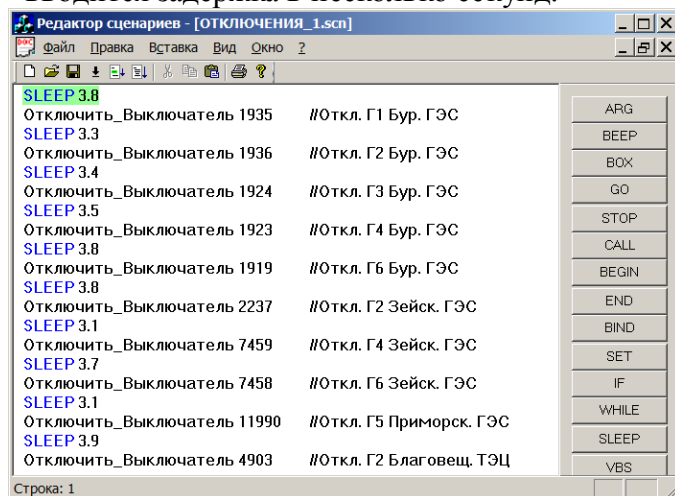 Вводится задержка в несколько секунд.
Редактор сценариев - [ОТКЛЮЧЕНИЯ_1.scn]
Файл Правка Вставка Вид Окно ?
SLEEP 3.8
Отключить_Выключатель 1935 //Откл. Г1 Бур. ГЭС
SLEEP 3.3
Отключить_Выключатель 1936 //Откл. Г2 Бур. ГЭС
SLEEP 3.4
Отключить_Выключатель 1924 //Откл. Г3 Бур. ГЭС
SLEEP 3.5
Отключить_Выключатель 1923 //Откл. Г4 Бур. ГЭС
SLEEP 3.8
Отключить_Выключатель 1919 //Откл. Г6 Бур. ГЭС
SLEEP 3.8
Отключить_Выключатель 2237 //Откл. Г2 Зейск. ГЭС
SLEEP 3.1
Отключить_Выключатель 7459 //Откл. Г4 Зейск. ГЭС
SLEEP 3.7
Отключить_Выключатель 7458 //Откл. Г6 Зейск. ГЭС
SLEEP 3.1
Отключить_Выключатель 11990 //Откл. Г5 Приморск. ГЭС
SLEEP 3.9
Отключить_Выключатель 4903 //Откл. Г2 Благовещ. ТЭЦ
ARG
BEEP
BOX
GO
STOP
CALL
BEGIN
END
BIND
SET
IF
WHILE
SLEEP
VBS
Строка: 1